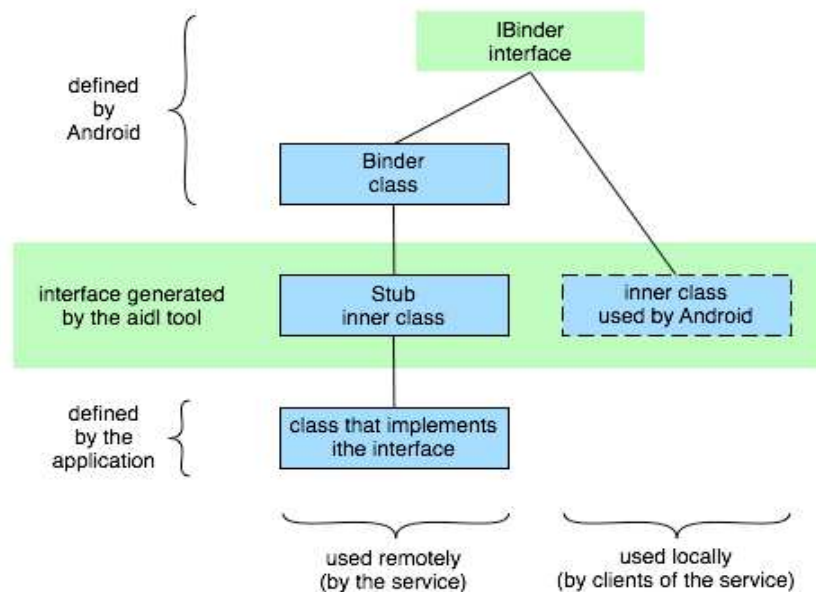 IBinder
interface
defined
by
Android
Binder
class
interface generated
by the aidl tool
Stub
inner class
inner class
used by Android
defined
by the
application
class that implements
ithe interface
used remotely
(by the service)
used locally
(by clients of the service)